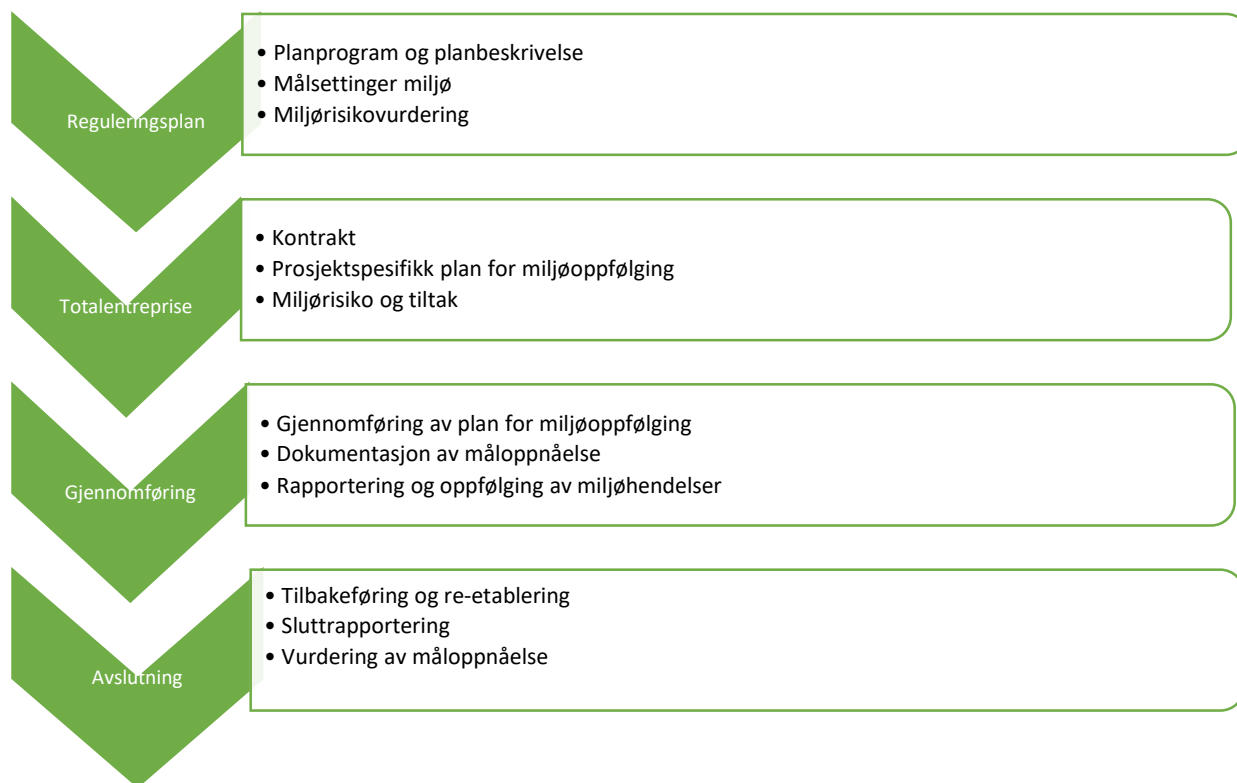 Reguleringsplan
• Planprogram og planbeskrivelse
• Målsettinger miljø
• Miljørisikovurdering
Totalentreprise
• Kontrakt
• Prosjektspesifikk plan for miljøoppfølging
• Miljørisiko og tiltak
Gjennomføring
• Gjennomføring av plan for miljøoppfølging
• Dokumentasjon av måloppnåelse
• Rapportering og oppfølging av miljøhendelser
Avslutning
• Tilbakeføring og re-etablering
• Sluttrapportering
• Vurdering av måloppnåelse